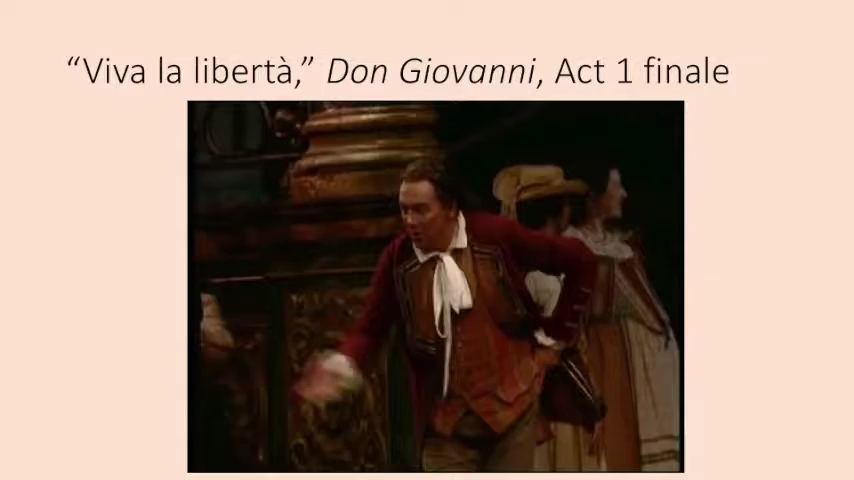 “Viva la libertà,” Don Giovanni, Act 1 finale